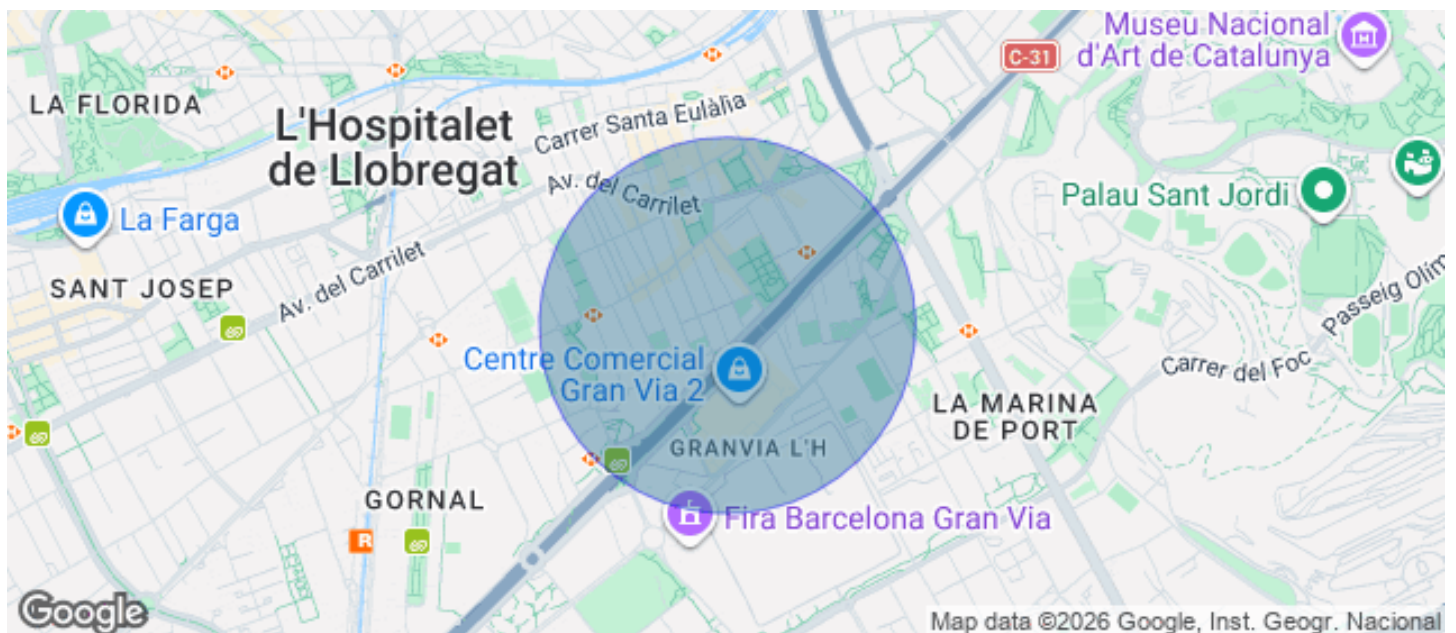 Museu Nacional
d'Art de Catalunya
C-31
LA FLORIDA
L'Hospitalet
de Llobregat
Carrer Santa Eulàlia
Av. del Carrilet
Palau Sant Jordi
La Farga
SANT JOSEP
Av. del Carrilet
Passeig Olím
Centre Comercial
Gran Via 2
Carrer del Foc
LA MARINA
DE PORT
GRANVIA L'H
GORNAL
R
Fira Barcelona Gran Via
Google
Map data ©2026 Google, Inst. Geogr. Nacional